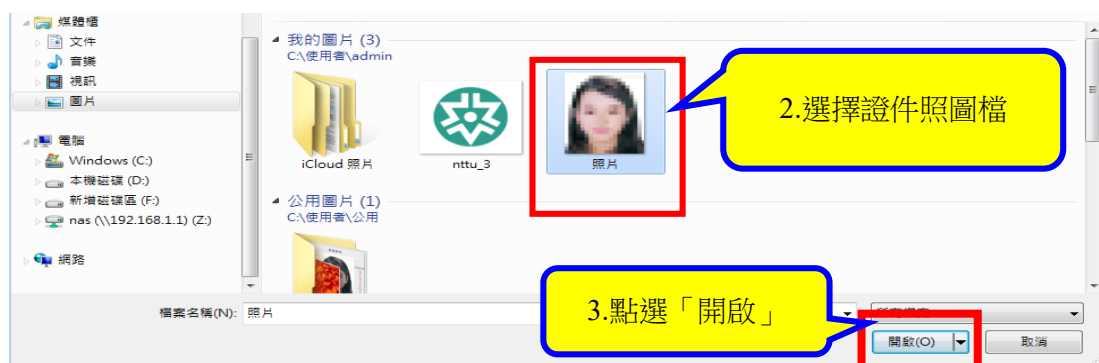 媒體櫃
文件
音樂
視訊
圖片
電腦
Windows (C:)
本機磁碟 (D:)
新增磁碟區 (F:)
nas (\\192.168.1.1) (Z:)
網路
我的圖片 (3)
C:\使用者\admin
iCloud 照片
nttu_3
照片
2.選擇證件照圖檔
公用圖片 (1)
C:\使用者\公用
3.點選「開啟」
檔案名稱(N): 照片
開啟(O)
取消